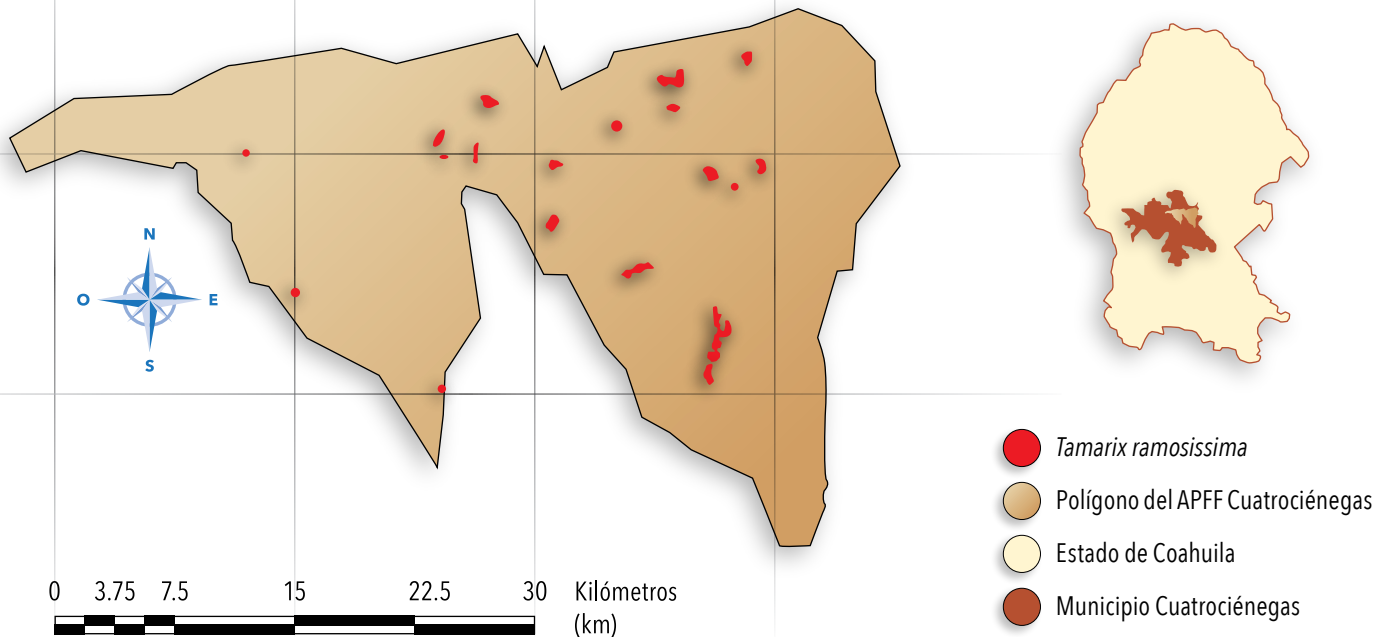 N
O
E
S
0 3.75 7.5 15 22.5 30 Kilómetros
(km)
Tamarix ramosissima
Polígono del APFF Cuatrociénegas
Estado de Coahuila
Municipio Cuatrociénegas